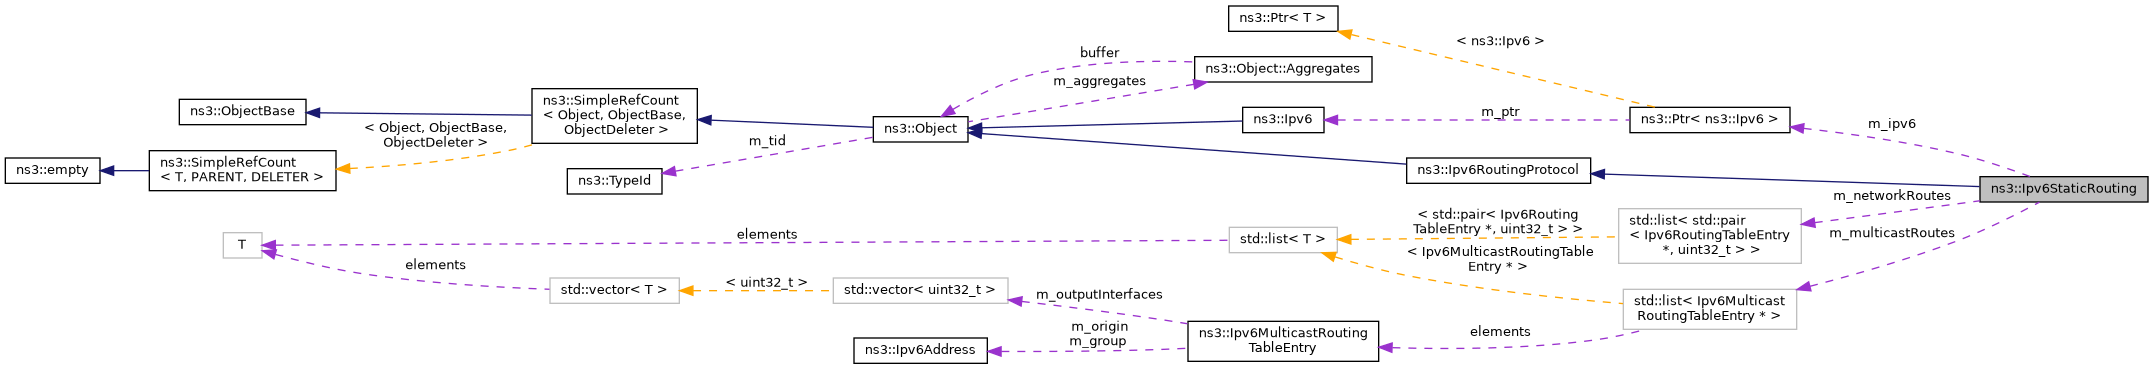 ns3::Ptr< T >
< ns3::Ipv6 >
buffer
ns3::Object::Aggregates
m_aggregates
ns3::SimpleRefCount
< Object, ObjectBase,
ObjectDeleter >
ns3::ObjectBase
ns3::Ipv6
m_ptr
ns3::Ptr< ns3::Ipv6 >
m_ipv6
< Object, ObjectBase,
ObjectDeleter >
ns3::Object
m_tid
ns3::empty
ns3::SimpleRefCount
< T, PARENT, DELETER >
ns3::TypeId
ns3::Ipv6RoutingProtocol
ns3::Ipv6StaticRouting
m_networkRoutes
< std::pair< Ipv6Routing
TableEntry *, uint32_t > >
std::list< std::pair
< Ipv6RoutingTableEntry
*, uint32_t > >
m_multicastRoutes
T
elements
std::list< T >
< Ipv6MulticastRoutingTable
Entry * >
elements
std::vector< T >
< uint32_t >
std::vector< uint32_t >
m_outputInterfaces
std::list< Ipv6Multicast
RoutingTableEntry * >
m_origin
m_group
ns3::Ipv6MulticastRouting
TableEntry
elements
ns3::Ipv6Address